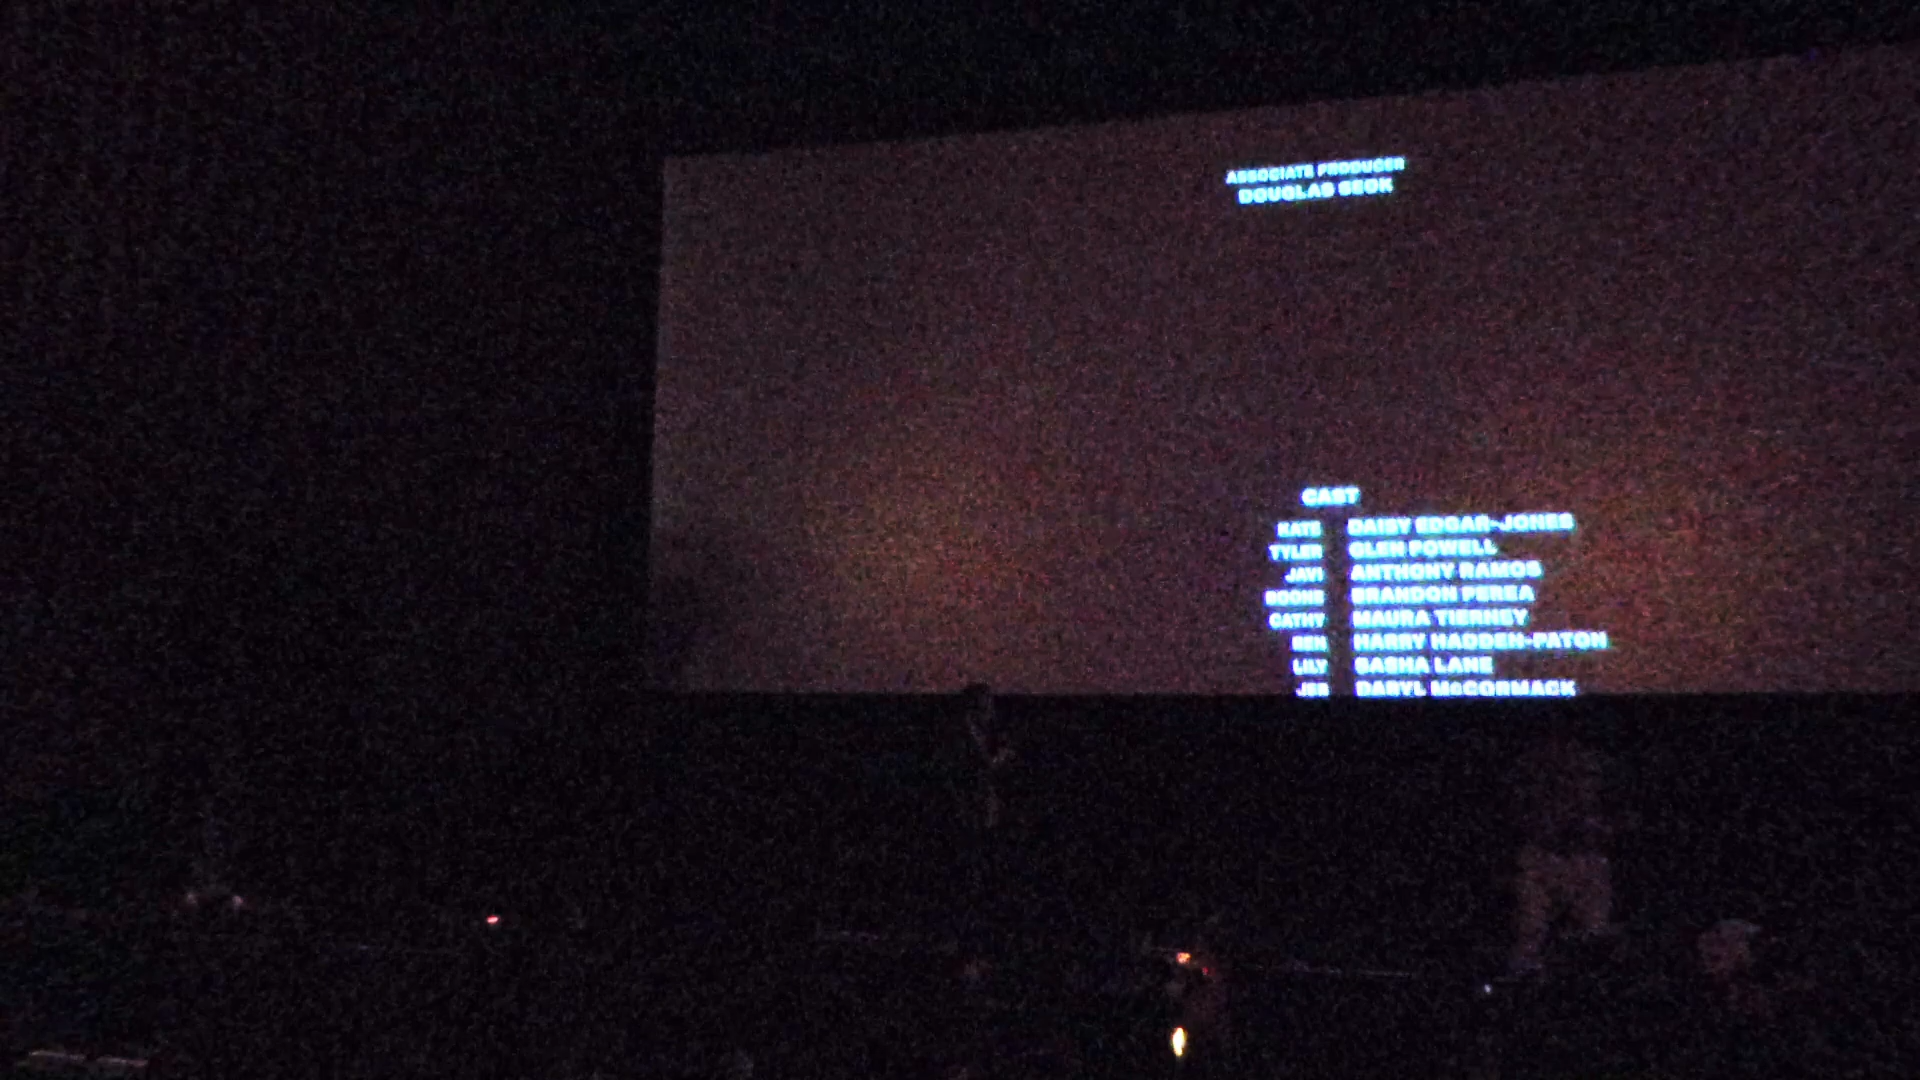 ASSOCIATE PRODUCER
DOUGLAS SEOK
CAST
KATE DAISY EDGAR-JONES
TYLER GLEN POWELL
JAVI ANTHONY RAMOS
BOONE BRANDON PEREA
CATHY MAURA TIERNEY
BEN HARRY HADDEN-PATON
LILY SASHA LANE
JEB DARYL McCORMACK